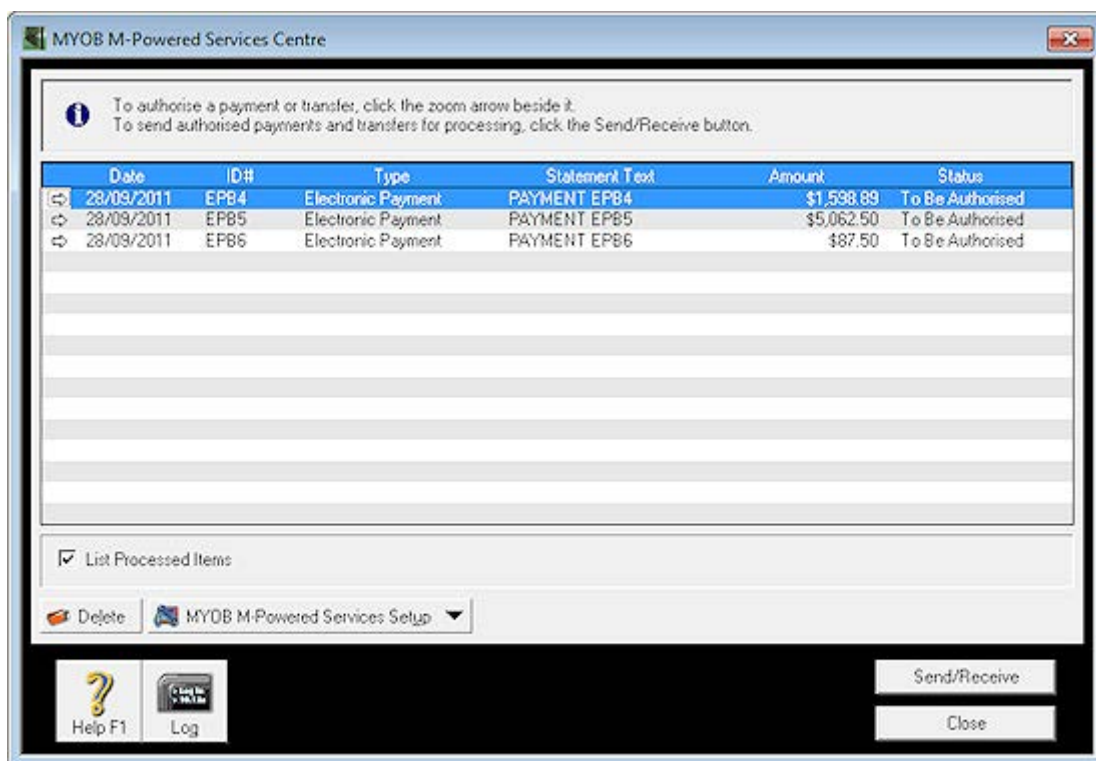 MYOB M-Powered Services Centre
To authorise a payment or transfer, click the zoom arrow beside it.
To send authorised payments and transfers for processing, click the Send/Receive button.
Date ID# Type Statement Text Amount Status
28/09/2011 EPB4 Electronic Payment PAYMENT EPB4 $1,598.89 To Be Authorised
28/09/2011 EPB5 Electronic Payment PAYMENT EPB5 $5,062.50 To Be Authorised
28/09/2011 EPB6 Electronic Payment PAYMENT EPB6 $87.50 To Be Authorised
List Processed Items
Delete MYOB M-Powered Services Setup
Send/Receive
Help F1 Log Close